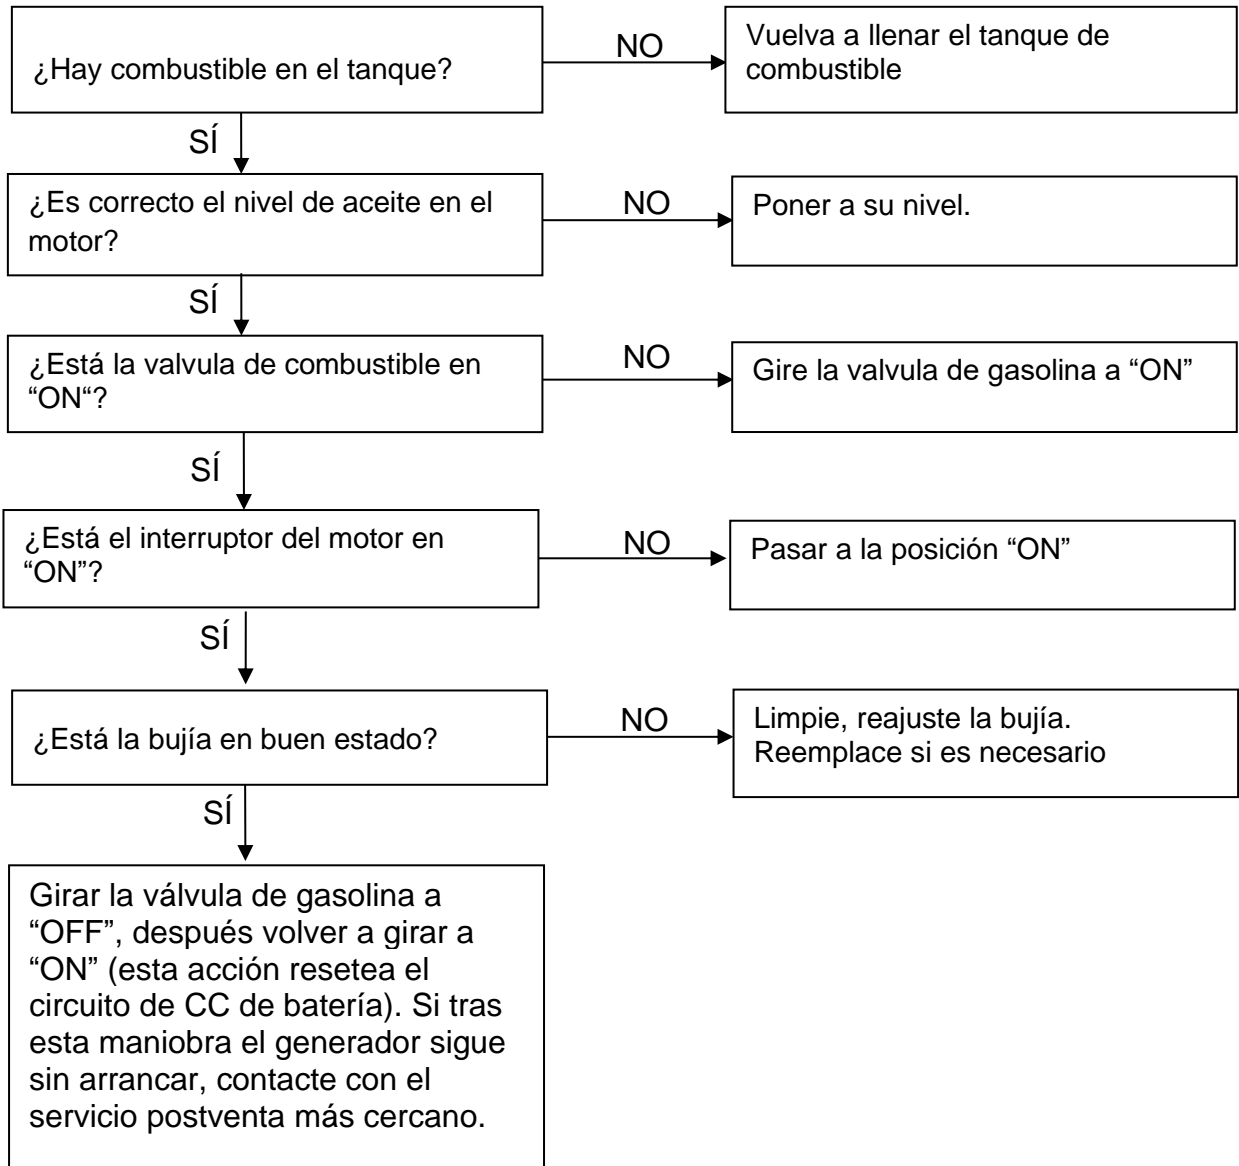 ¿Hay combustible en el tanque?
NO
Vuelva a llenar el tanque de
combustible
SÍ
¿Es correcto el nivel de aceite en el
motor?
NO
Poner a su nivel.
SÍ
¿Está la valvula de combustible en
“ON“?
NO
Gire la valvula de gasolina a “ON”
SÍ
¿Está el interruptor del motor en
“ON”?
NO
Pasar a la posición “ON”
SÍ
¿Está la bujía en buen estado?
NO
Limpie, reajuste la bujía.
Reemplace si es necesario
SÍ
Girar la válvula de gasolina a
“OFF”, después volver a girar a
“ON” (esta acción resetea el
circuito de CC de batería). Si tras
esta maniobra el generador sigue
sin arrancar, contacte con el
servicio postventa más cercano.